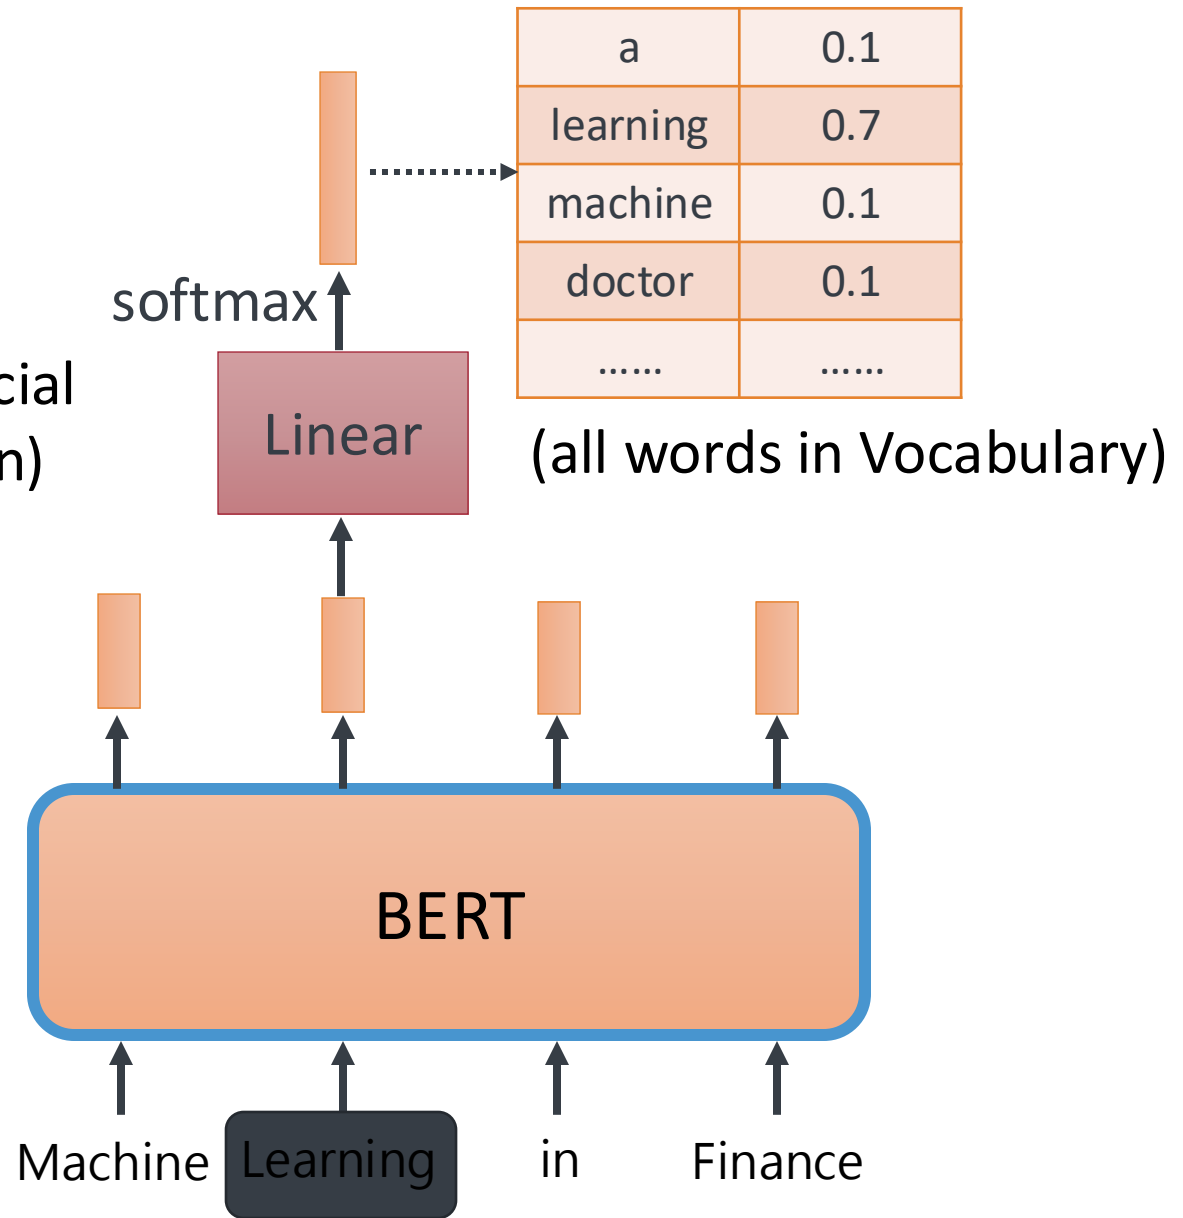 a 0.1
learning 0.7
machine 0.1
doctor 0.1
...... ......
softmax
cial
n)
Linear
(all words in Vocabulary)
BERT
Machine Learning in Finance